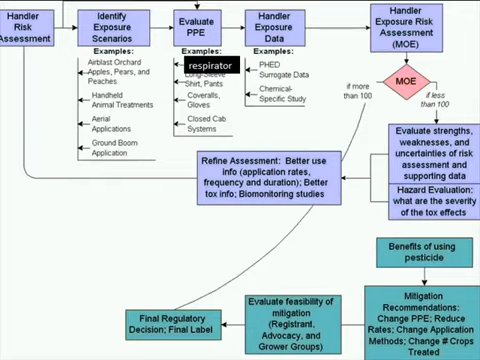 Handler
Risk
Assessment
Identify
Exposure
Scenarios
Evaluate
PPE
Handler
Exposure
Data
Handler
Exposure Risk
Assessment
(MOE)
Examples:
Airblast Orchard
Apples, Pears, and
Peaches
Handheld
Animal Treatments
Aerial
Applications
Ground Boom
Application
Examples:
respirator
Long-Sleeve
Shirt, Pants
Coveralls,
Gloves
Closed Cab
Systems
Examples:
PHED
Surrogate Data
Chemical-
Specific Study
if more
than 100
MOE
if less
than 100
Evaluate strengths,
weaknesses, and
uncertainties of risk
assessment and
supporting data
Hazard Evaluation:
what are the severity
of the tox effects
Refine Assessment: Better use
info (application rates,
frequency and duration); Better
tox info; Biomonitoring studies
Benefits of using
pesticide
Mitigation
Recommendations:
Change PPE; Reduce
Rates; Change Application
Methods; Change # Crops
Treated
Evaluate feasibility of
mitigation (Registrant,
Advocacy, and
Grower Groups)
Final Regulatory
Decision; Final Label